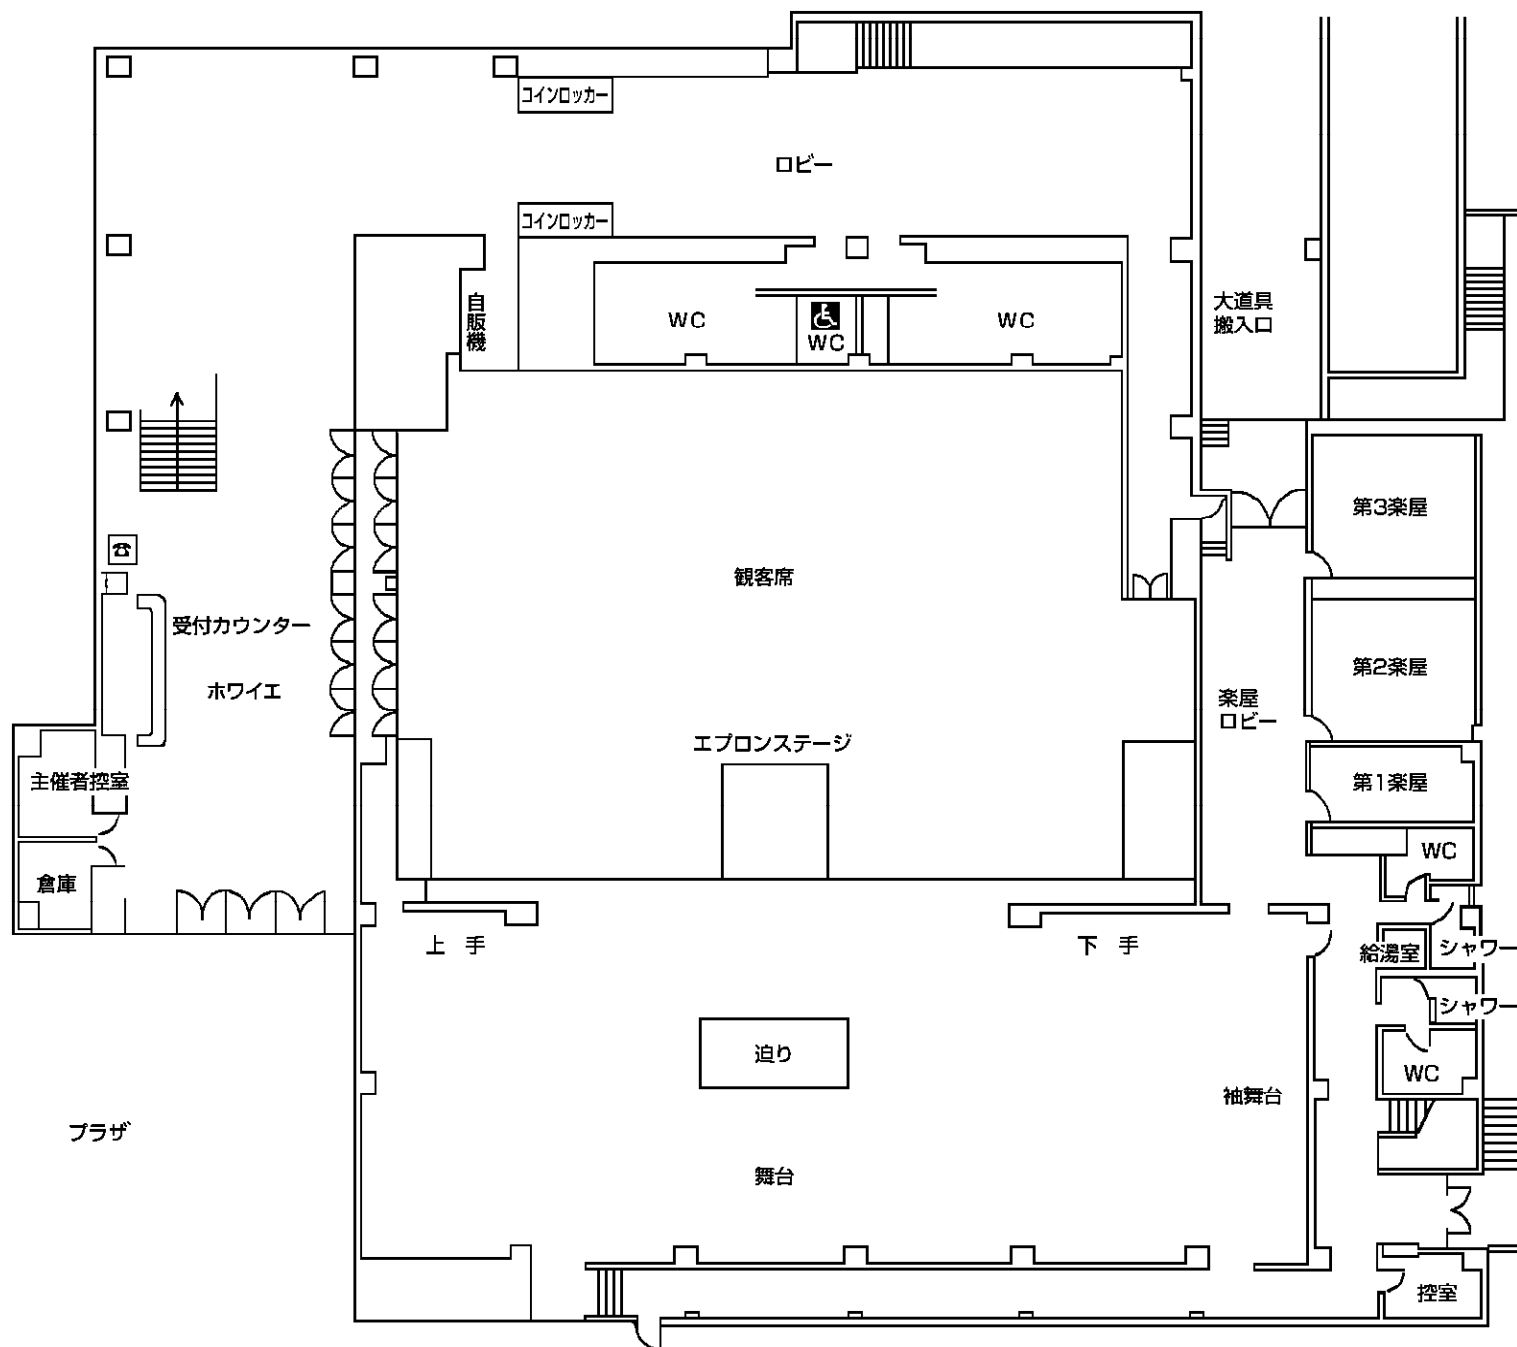 コインロッカー
ロビー
コインロッカー
自販機
WC
WC
WC
大道具
搬入口
第3楽屋
観客席
受付カウンター
ホワイエ
第2楽屋
楽屋
ロビー
エプロンステージ
主催者控室
第1楽屋
WC
倉庫
上 手
下 手
給湯室
シャワー
シャワー
迫り
WC
袖舞台
プラザ
舞台
控室